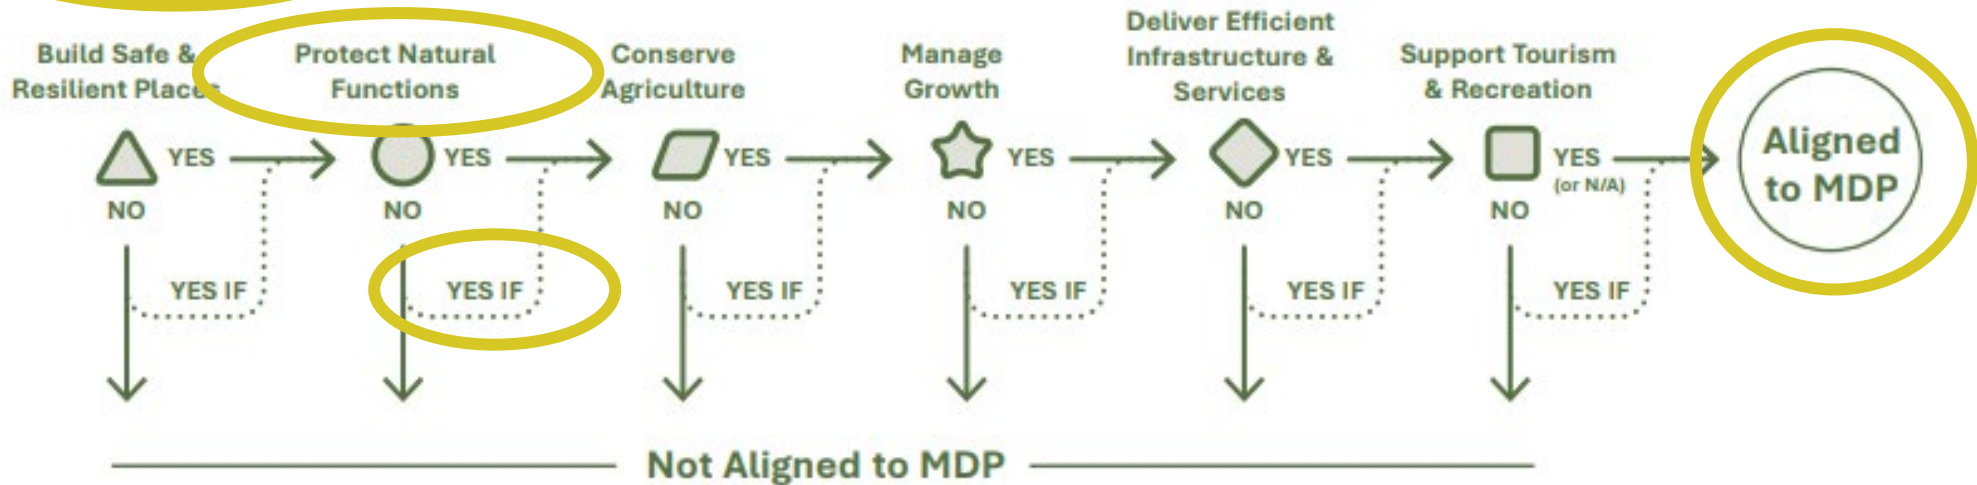 Build Safe &
Resilient Places
Protect Natural
Functions
Conserve
Agriculture
Manage
Growth
Deliver Efficient
Infrastructure &
Services
Support Tourism
& Recreation
YES
YES
YES
YES
YES
YES
(or N/A)
Aligned
to MDP
NO
NO
NO
NO
NO
NO
YES IF
YES IF
YES IF
YES IF
YES IF
YES IF
Not Aligned to MDP